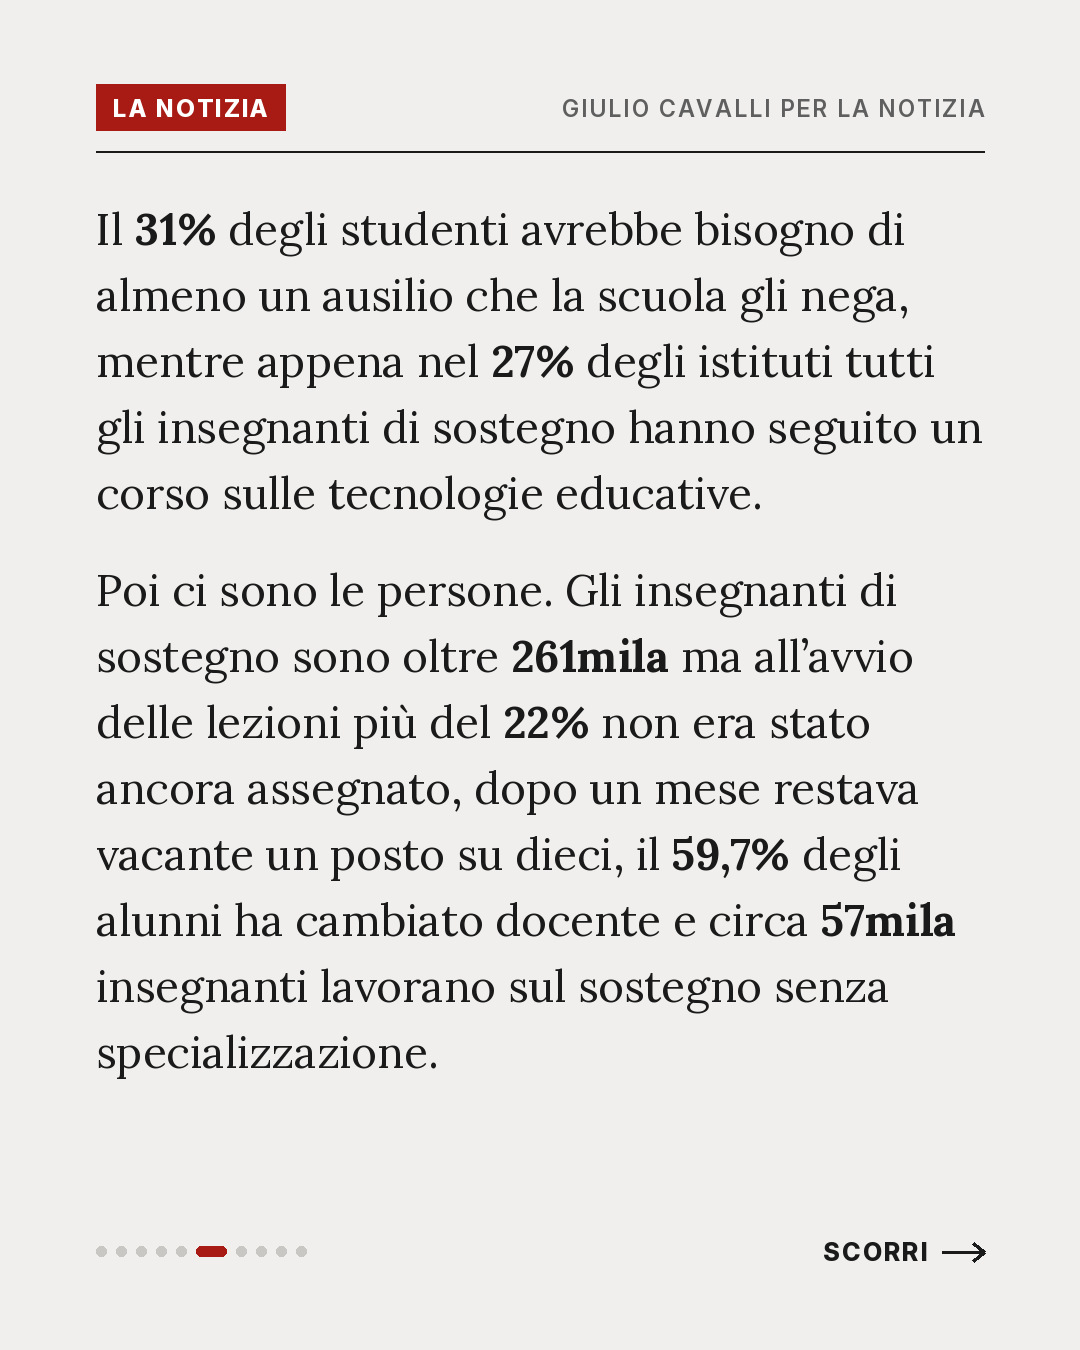 LA NOTIZIA
GIULIO CAVALLI PER LA NOTIZIA
Il 31% degli studenti avrebbe bisogno di
almeno un ausilio che la scuola gli nega,
mentre appena nel 27% degli istituti tutti
gli insegnanti di sostegno hanno seguito un
corso sulle tecnologie educative.
Poi ci sono le persone. Gli insegnanti di
sostegno sono oltre 261mila ma all’avvio
delle lezioni più del 22% non era stato
ancora assegnato, dopo un mese restava
vacante un posto su dieci, il 59,7% degli
alunni ha cambiato docente e circa 57mila
insegnanti lavorano sul sostegno senza
specializzazione.
SCORRI